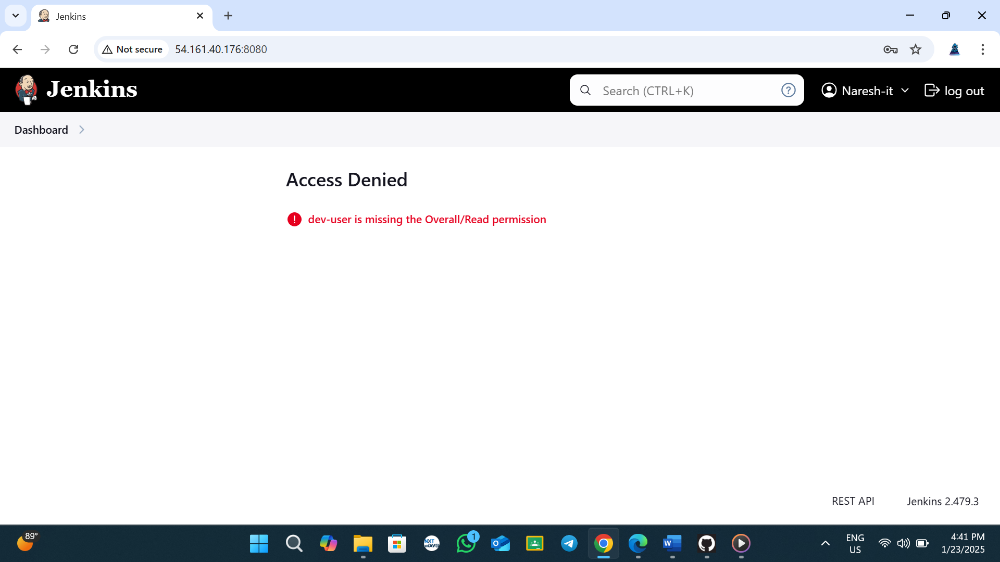 Jenkins
Not secure
54.161.40.176:8080
Jenkins
Search (CTRL+K)
?
Naresh-it
log out
Dashboard
Access Denied
! dev-user is missing the Overall/Read permission
REST API
Jenkins 2.479.3
89°
NXT
WAVE
1
O
W
ENG
US
4:41 PM
1/23/2025